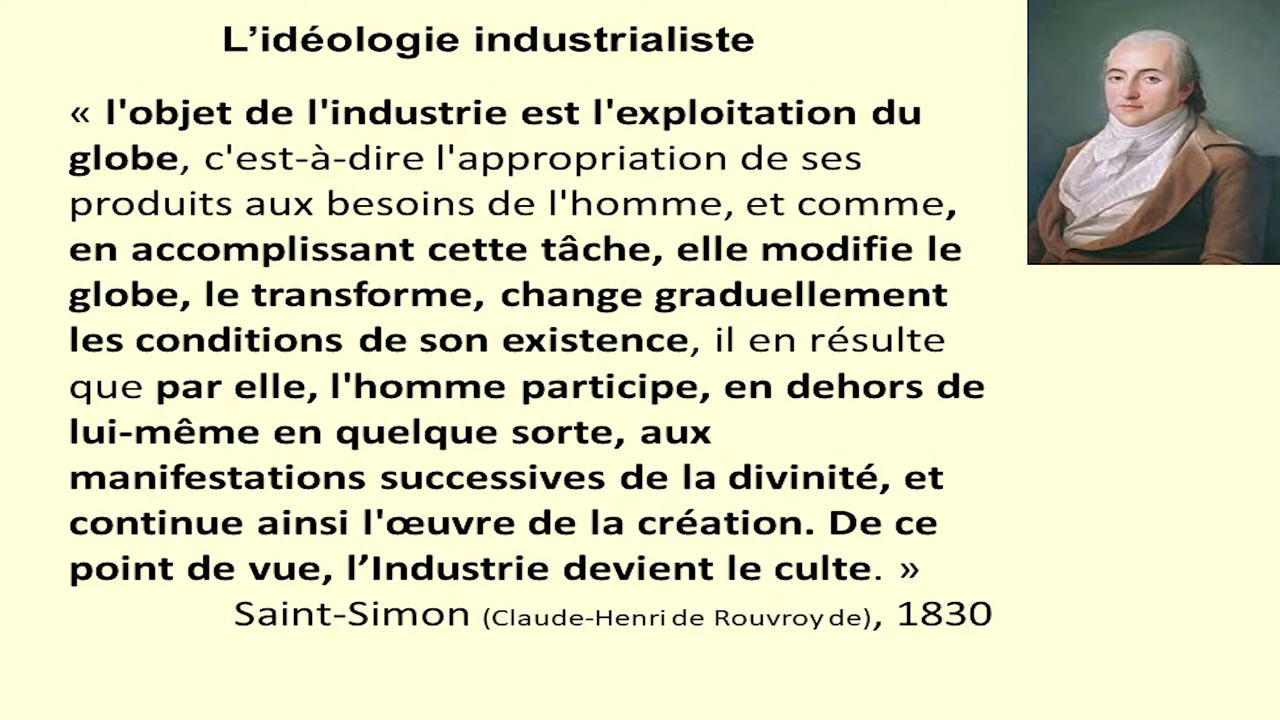 L’idéologie industrialiste
« l'objet de l'industrie est l'exploitation du
globe, c'est-à-dire l'appropriation de ses
produits aux besoins de l'homme, et comme,
en accomplissant cette tâche, elle modifie le
globe, le transforme, change graduellement
les conditions de son existence, il en résulte
que par elle, l'homme participe, en dehors de
lui-même en quelque sorte, aux
manifestations successives de la divinité, et
continue ainsi l'œuvre de la création. De ce
point de vue, l’Industrie devient le culte. »
Saint-Simon (Claude-Henri de Rouvroy de), 1830